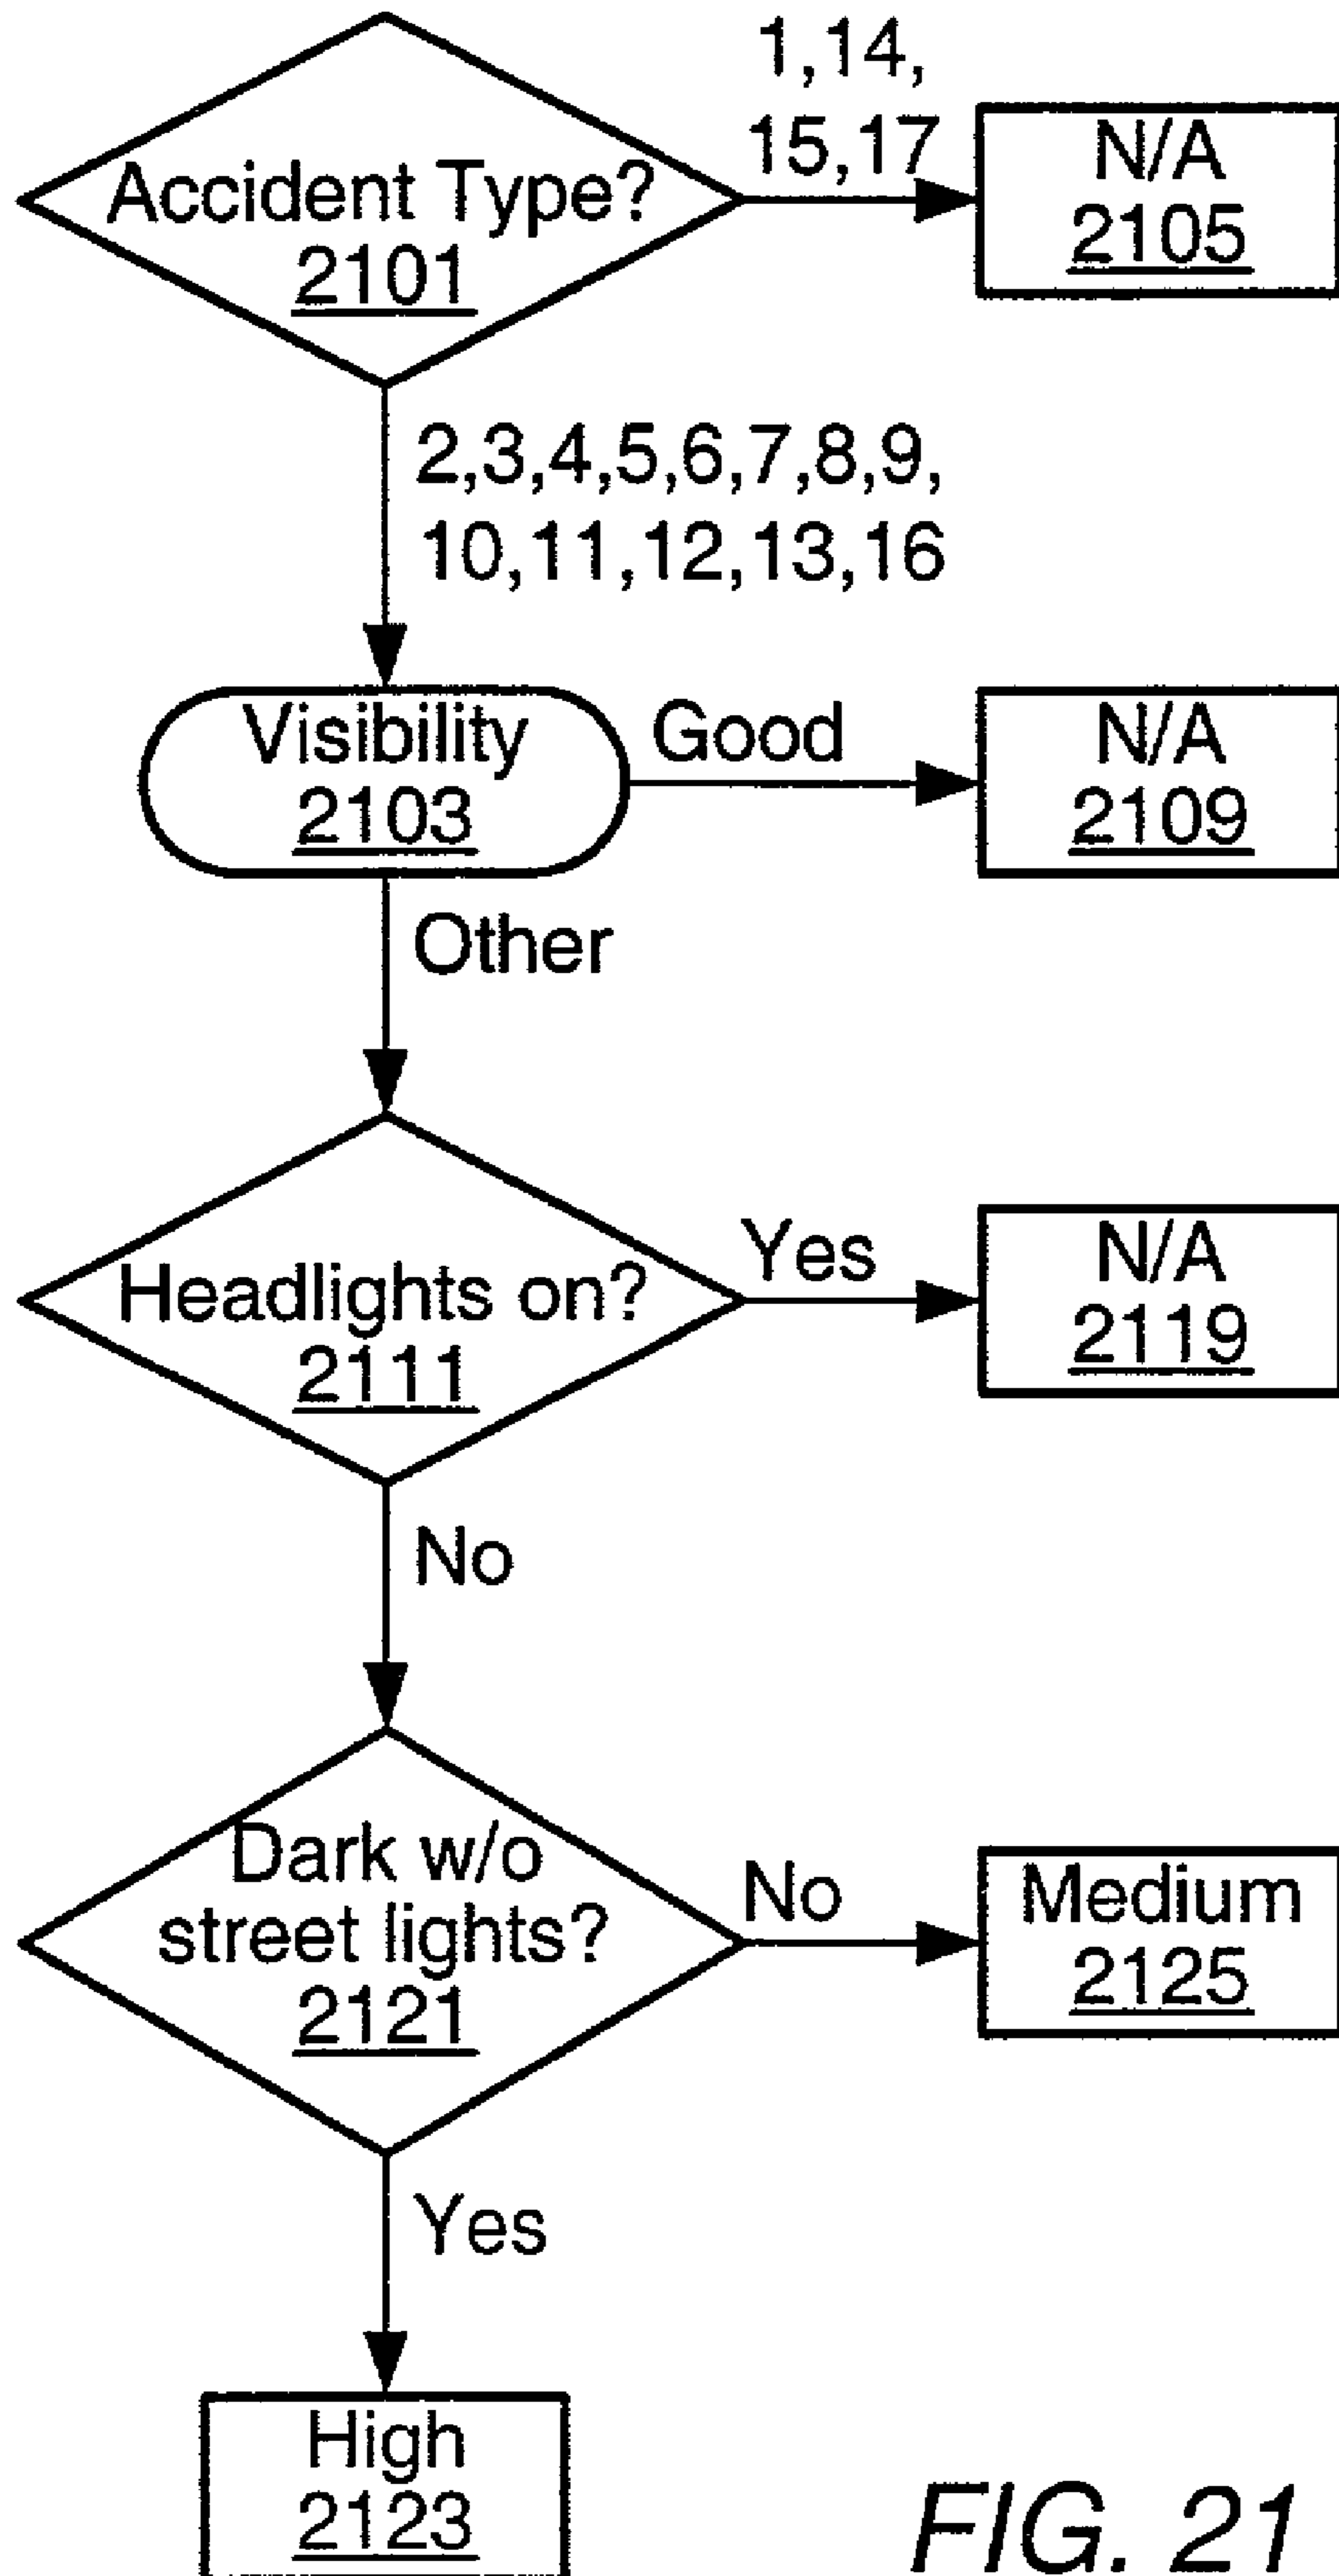 1,14,
15,17
Accident Type?
2101
N/A
2105
2,3,4,5,6,7,8,9,
10,11,12,13,16
Visibility
2103
Good
N/A
2109
Other
Headlights on?
2111
Yes
N/A
2119
No
Dark w/o
street lights?
2121
No
Medium
2125
Yes
High
2123
FIG. 21